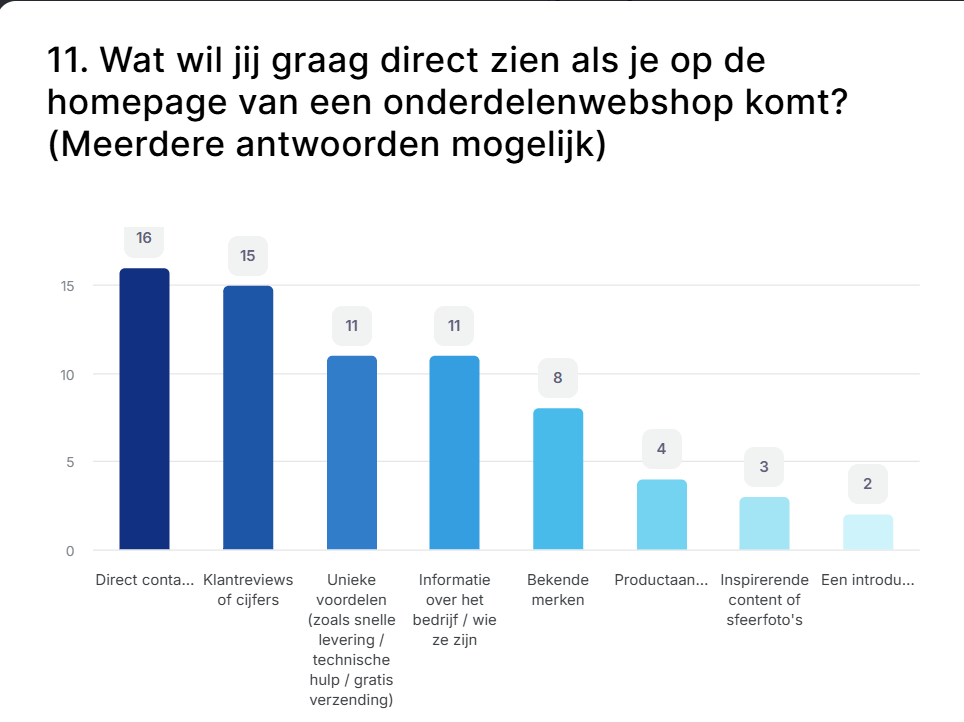 11. Wat wil jij graag direct zien als je op de
homepage van een onderdelenwebshop komt?
(Meerdere antwoorden mogelijk)
16
15
11
11
8
4
3
2
15
10
5
0
Direct conta...
Klantreviews
of cijfers
Unieke
voordelen
(zoals snelle
levering /
technische
hulp / gratis
verzending)
Informatie
over het
bedrijf / wie
ze zijn
Bekende
merken
Productaan...
Inspirerende
content of
sfeerfoto's
Een introdu...